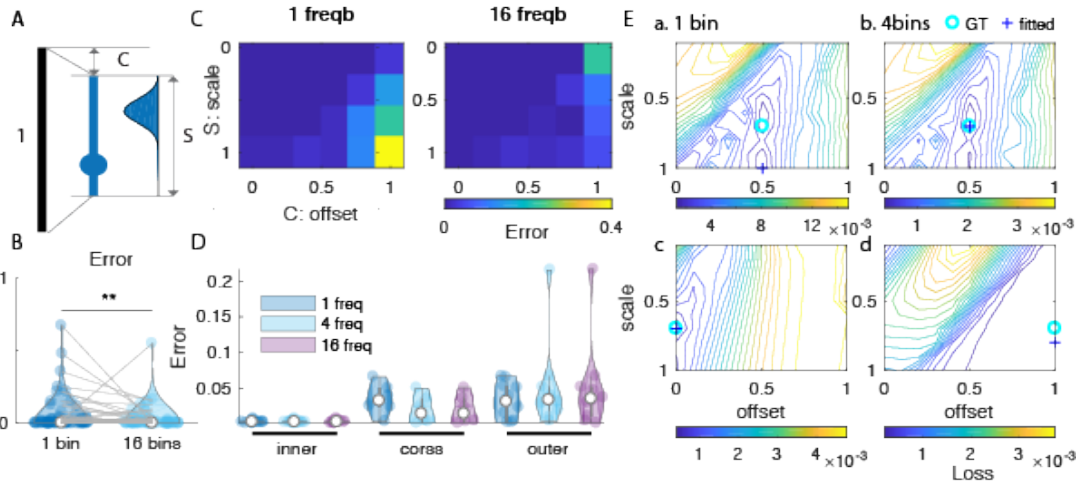 A
C
1
S
B
Error
**
1
0
1 bin
16 bins
C
1 freqb
16 freqb
S: scale
0
0.5
1
0
0.5
1
0
0.5
1
0
0.5
1
C: offset
0
Error
0.4
D
Error
0.2
0.15
0.1
0.05
1 freq
4 freq
16 freq
inner
corss
outer
E
a. 1 bin
b. 4bins
GT
fitted
scale
0.5
1
0
0.5
1
0.5
1
0
0.5
1
4
8
12
×10⁻³
1
2
3
×10⁻³
c
d
scale
0.5
1
0
0.5
1
offset
0.5
1
0
0.5
1
offset
1
2
3
4
×10⁻³
1
2
3
×10⁻³
Loss